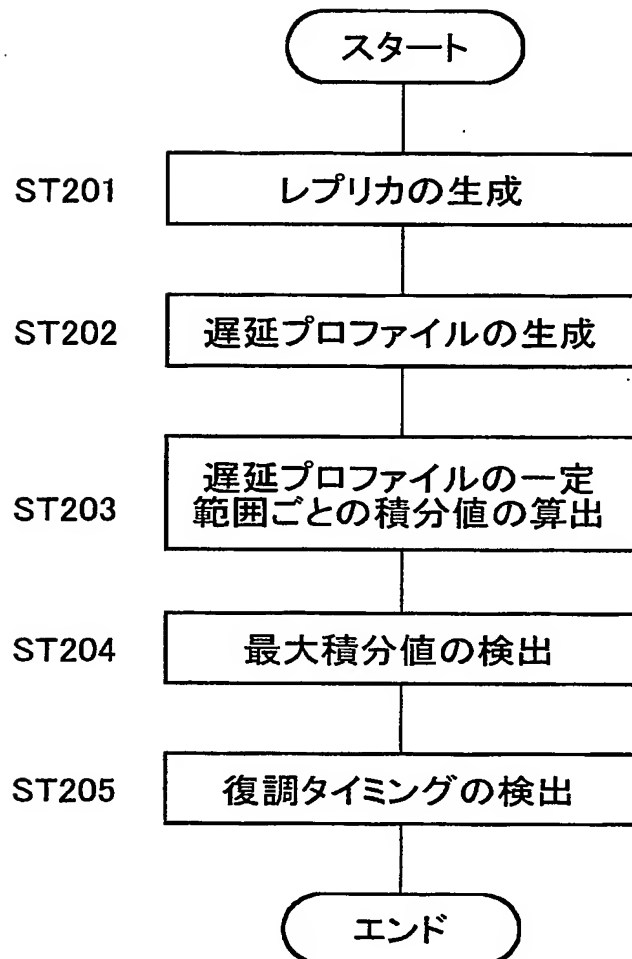 スタート
ST201
レプリカの生成
ST202
遅延プロファイルの生成
ST203
遅延プロファイルの一定
範囲ごとの積分値の算出
ST204
最大積分値の検出
ST205
復調タイミングの検出
エンド